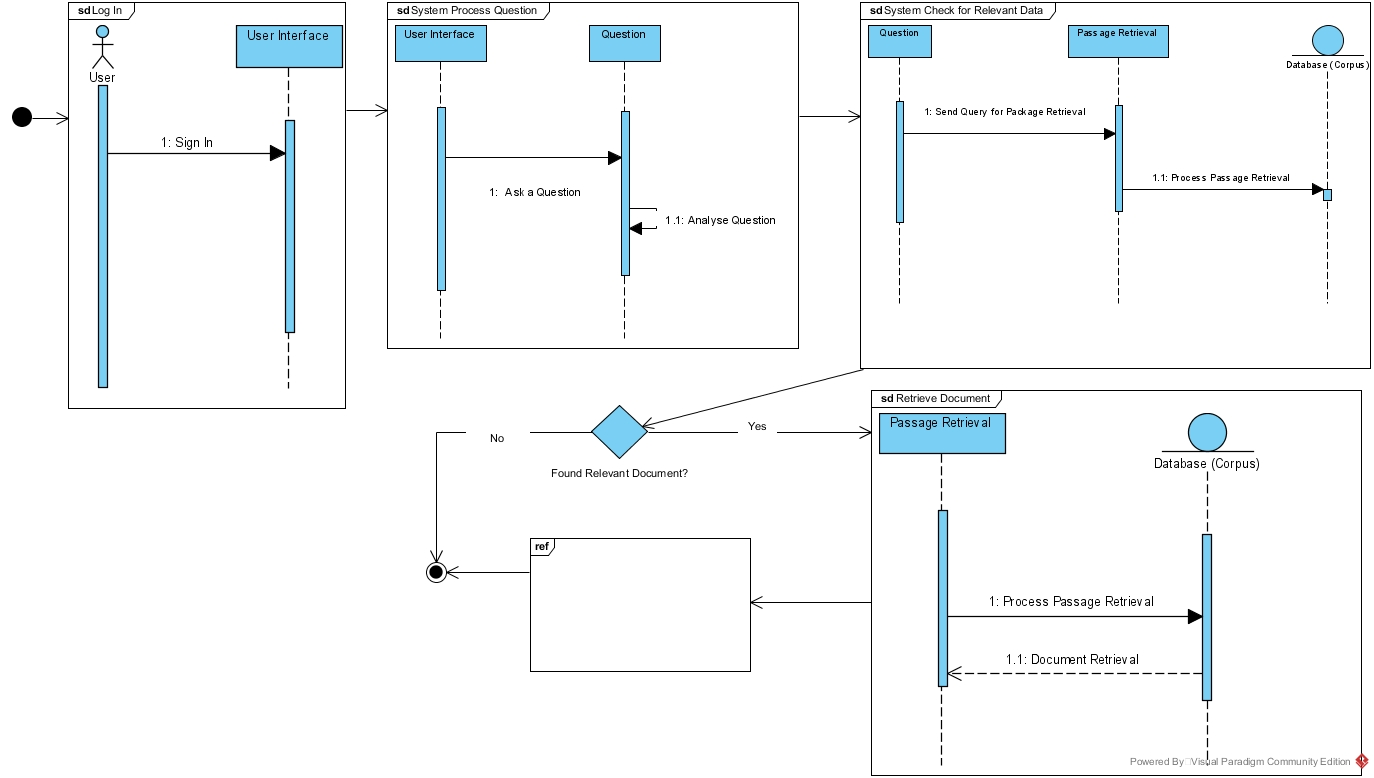 sd Log In
User
User Interface
1: Sign In
sd System Process Question
User Interface
Question
1: Ask a Question
1.1: Analyse Question
sd System Check for Relevant Data
Question
Passage Retrieval
Database (Corpus)
1: Send Query for Package Retrieval
1.1: Process Passage Retrieval
No
Yes
Found Relevant Document?
sd Retrieve Document
Passage Retrieval
Database (Corpus)
1: Process Passage Retrieval
1.1: Document Retrieval
ref
Powered By Visual Paradigm Community Edition